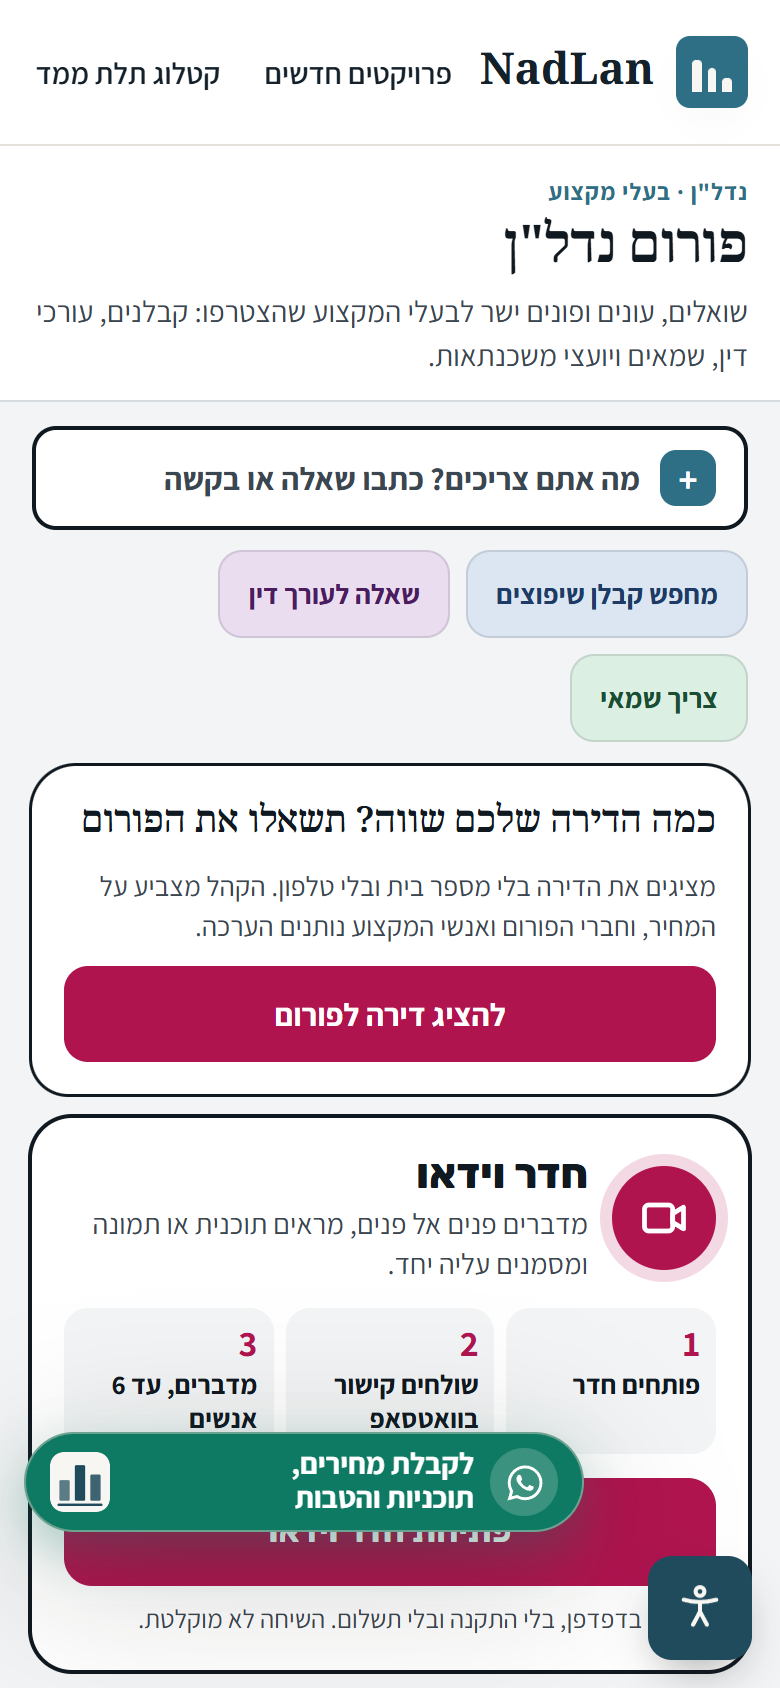 NadLan
פרויקטים חדשים
קטלוג תלת ממד
נדל"ן · בעלי מקצוע
פורום נדל"ן
שואלים, עונים ופונים ישר לבעלי המקצוע שהצטרפו: קבלנים, עורכי
דין, שמאים ויועצי משכנתאות.
+ מה אתם צריכים? כתבו שאלה או בקשה
מחפש קבלן שיפוצים
שאלה לעורך דין
צריך שמאי
כמה הדירה שלכם שווה? תשאלו את הפורום
מציגים את הדירה בלי מספר בית ובלי טלפון. הקהל מצביע על
המחיר, וחברי הפורום ואנשי המקצוע נותנים הערכה.
להציג דירה לפורום
חדר וידאו
מדברים פנים אל פנים, מראים תוכנית או תמונה
ומסמנים עליה יחד.
1
פותחים חדר
2
שולחים קישור
בוואטסאפ
3
מדברים, עד 6
אנשים
לקבלת מחירים,
תוכניות והטבות
פתיחת חדר וידאו
בדפדפן, בלי התקנה ובלי תשלום. השיחה לא מוקלטת.